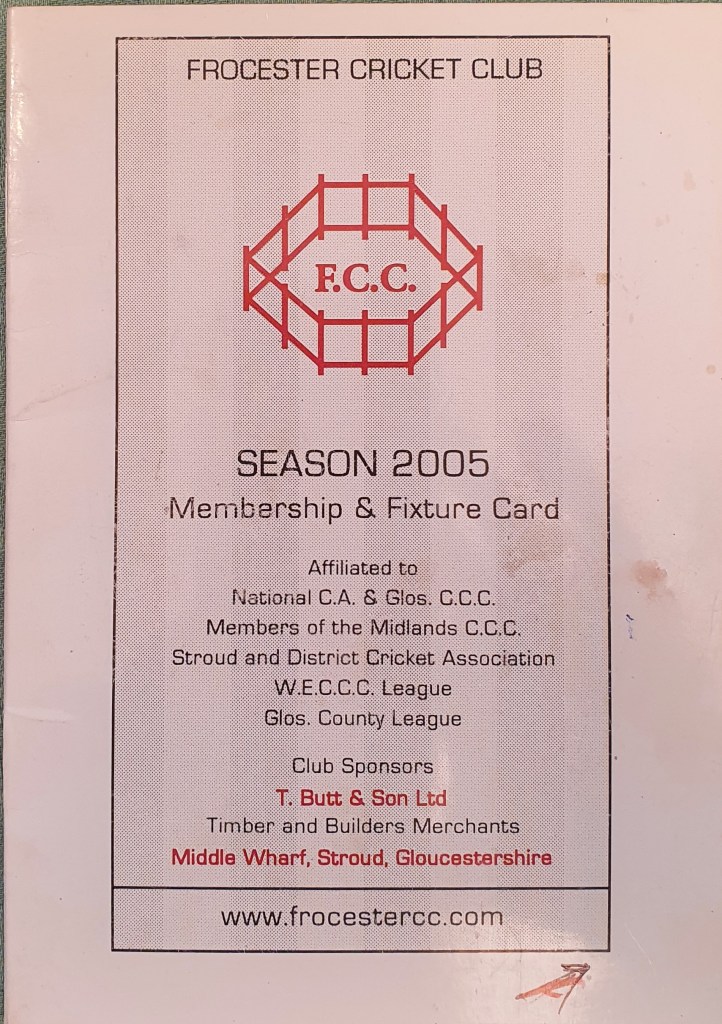 FROCESTER CRICKET CLUB
F.C.C.
SEASON 2005
Membership & Fixture Card
Affiliated to
National C.A. & Glos. C.C.C.
Members of the Midlands C.C.C.
Stroud and District Cricket Association
W.E.C.C.C. League
Glos. County League
Club Sponsors
T. Butt & Son Ltd
Timber and Builders Merchants
Middle Wharf, Stroud, Gloucestershire
www.frocestercc.com